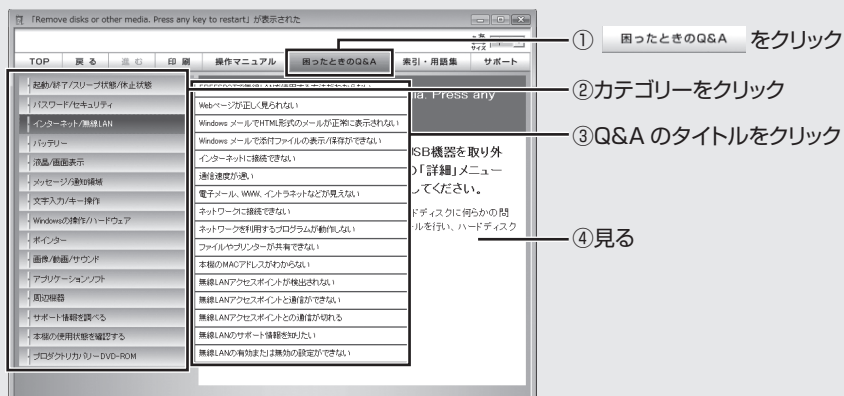 「Remove disks or other media. Press any key to restart」が表示された
サイズ
TOP 戻る 進む 印刷 操作マニュアル 困ったときのQ&A 索引・用語集 サポート
起動/終了/スリープ状態/休止状態
パスワード/セキュリティ
インターネット/無線LAN
バッテリー
液晶/画面表示
メッセージ/通知領域
文字入力/キー操作
Windowsの操作/ハードウェア
ポインター
画像/動画/サウンド
アプリケーションソフト
周辺機器
サポート情報を調べる
本機の使用状態を確認する
プロダクトリカバリーDVD-ROM
Webページが正しく見られない
Windows メールでHTML形式のメールが正常に表示されない
Windows メールで添付ファイルの表示/保存ができない
インターネットに接続できない
通信速度が遅い
電子メール、WWW、イントラネットなどが見えない
ネットワークに接続できない
ネットワークを利用するプログラムが動作しない
ファイルやプリンターが共有できない
本機のMACアドレスがわからない
無線LANアクセスポイントが検出されない
無線LANアクセスポイントと通信ができない
無線LANアクセスポイントとの通信が切れる
無線LANのサポート情報を知りたい
無線LANの有効または無効の設定ができない
ia. Press any
SB機器を取り外
「詳細」メニュー
してください。
ドディスクに何らかの問
ールを行い、ハードディスク
① 困ったときのQ&A をクリック
②カテゴリーをクリック
③Q&A のタイトルをクリック
④見る